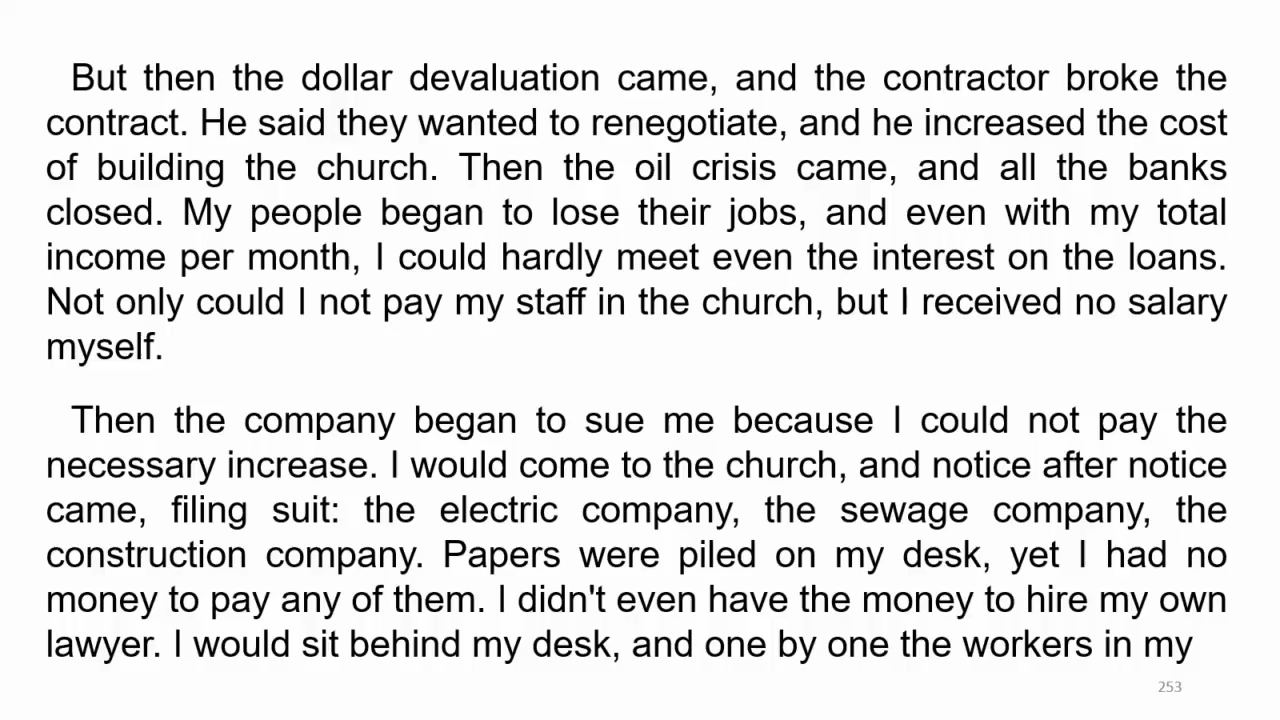 But then the dollar devaluation came, and the contractor broke the
contract. He said they wanted to renegotiate, and he increased the cost
of building the church. Then the oil crisis came, and all the banks
closed. My people began to lose their jobs, and even with my total
income per month, I could hardly meet even the interest on the loans.
Not only could I not pay my staff in the church, but I received no salary
myself.
Then the company began to sue me because I could not pay the
necessary increase. I would come to the church, and notice after notice
came, filing suit: the electric company, the sewage company, the
construction company. Papers were piled on my desk, yet I had no
money to pay any of them. I didn't even have the money to hire my own
lawyer. I would sit behind my desk, and one by one the workers in my
253